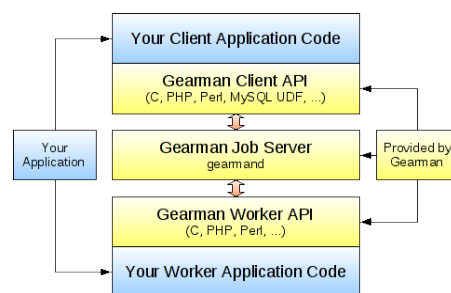 Your Client Application Code
Gearman Client API
(C, PHP, Perl, MySQL UDF, ...)
Your
Application
Gearman Job Server
gearmand
Provided by
Gearman
Gearman Worker API
(C, PHP, Perl, ...)
Your Worker Application Code